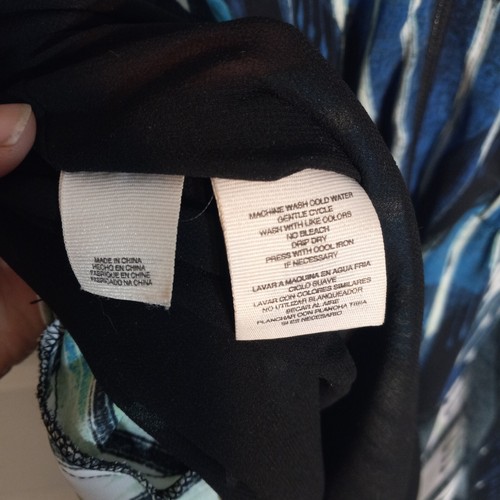 MADE IN CHINA
HECHO EN CHINA
FABRIQUE EN CHINE
FABRICADO NA CHINA
MACHINE WASH COLD WATER
GENTLE CYCLE
WASH WITH LIKE COLORS
NO BLEACH
DRIP DRY
PRESS WITH COOL IRON
IF NECESSARY
LAVAR A MAQUINA EN AGUA FRIA
CICLO SUAVE
LAVAR CON COLORES SIMILARES
NO UTILIZAR BLANQUEADOR
SECAR AL AIRE
PLANCHAR CON PLANCHA TIBIA
SI ES NECESARIO